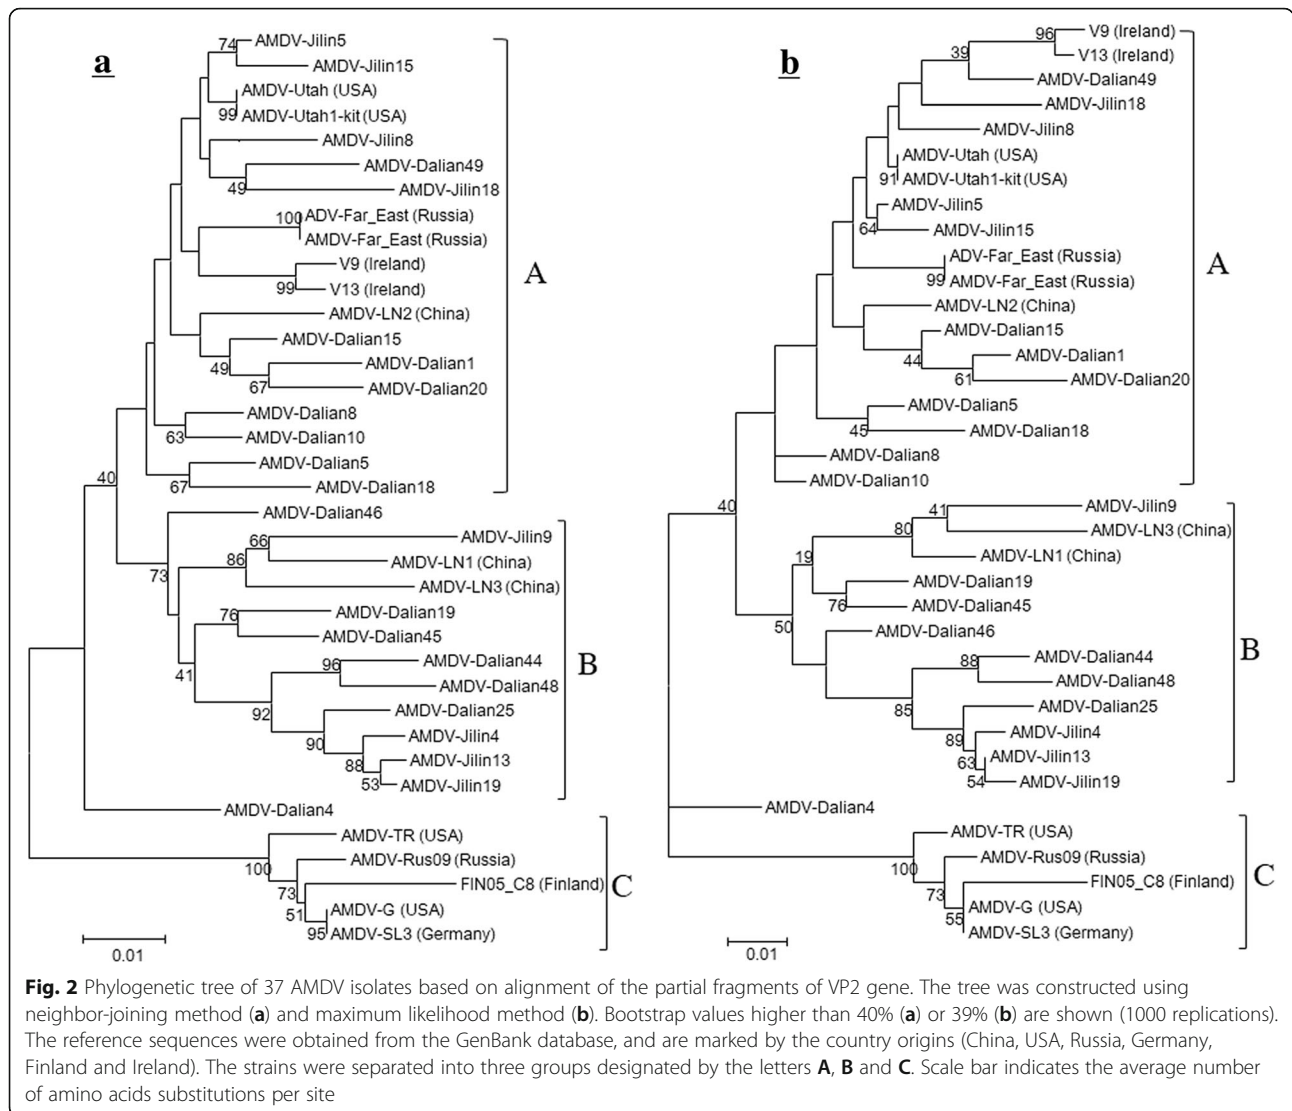 a
74
AMDV-Jilin5
AMDV-Jilin15
AMDV-Utah (USA)
99
AMDV-Utah1-kit (USA)
AMDV-Jilin8
AMDV-Dalian49
49
AMDV-Jilin18
100
ADV-Far_East (Russia)
AMDV-Far_East (Russia)
V9 (Ireland)
99
V13 (Ireland)
A
AMDV-LN2 (China)
AMDV-Dalian15
49
AMDV-Dalian1
67
AMDV-Dalian20
AMDV-Dalian8
63
AMDV-Dalian10
AMDV-Dalian5
40
67
AMDV-Dalian18
AMDV-Dalian46
66
AMDV-Jilin9
86
AMDV-LN1 (China)
73
AMDV-LN3 (China)
76
AMDV-Dalian19
AMDV-Dalian45
41
96
AMDV-Dalian44
B
AMDV-Dalian48
92
AMDV-Dalian25
90
AMDV-Jilin4
88
AMDV-Jilin13
53
AMDV-Jilin19
AMDV-Dalian4
AMDV-TR (USA)
100
AMDV-Rus09 (Russia)
73
FIN05_C8 (Finland)
C
51
AMDV-G (USA)
95
AMDV-SL3 (Germany)
0.01
b
96
V9 (Ireland)
39
V13 (Ireland)
AMDV-Dalian49
AMDV-Jilin18
AMDV-Jilin8
AMDV-Utah (USA)
91
AMDV-Utah1-kit (USA)
AMDV-Jilin5
64
AMDV-Jilin15
ADV-Far_East (Russia)
A
99
AMDV-Far_East (Russia)
AMDV-LN2 (China)
AMDV-Dalian15
44
AMDV-Dalian1
61
AMDV-Dalian20
AMDV-Dalian5
45
AMDV-Dalian18
AMDV-Dalian8
AMDV-Dalian10
40
41
AMDV-Jilin9
80
AMDV-LN3 (China)
19
AMDV-LN1 (China)
AMDV-Dalian19
76
AMDV-Dalian45
50
AMDV-Dalian46
B
88
AMDV-Dalian44
AMDV-Dalian48
85
AMDV-Dalian25
89
AMDV-Jilin4
63
AMDV-Jilin13
54
AMDV-Jilin19
AMDV-Dalian4
AMDV-TR (USA)
100
AMDV-Rus09 (Russia)
73
FIN05_C8 (Finland)
C
AMDV-G (USA)
55
AMDV-SL3 (Germany)
0.01
Fig. 2 Phylogenetic tree of 37 AMDV isolates based on alignment of the partial fragments of VP2 gene. The tree was constructed using
neighbor-joining method (a) and maximum likelihood method (b). Bootstrap values higher than 40% (a) or 39% (b) are shown (1000 replications).
The reference sequences were obtained from the GenBank database, and are marked by the country origins (China, USA, Russia, Germany,
Finland and Ireland). The strains were separated into three groups designated by the letters A, B and C. Scale bar indicates the average number
of amino acids substitutions per site